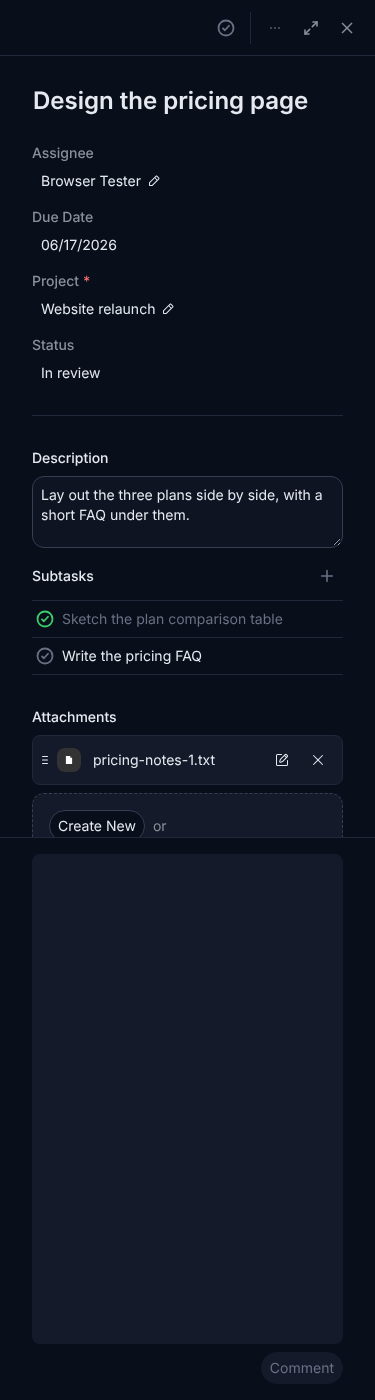 Design the pricing page
Assignee
Browser Tester
Due Date
06/17/2026
Project *
Website relaunch
Status
In review
Description
Lay out the three plans side by side, with a
short FAQ under them.
Subtasks
Sketch the plan comparison table
Write the pricing FAQ
Attachments
pricing-notes-1.txt
Create New or
Comment